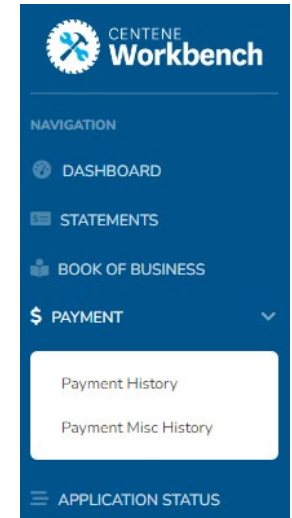 CENTENE
Workbench
NAVIGATION
DASHBOARD
STATEMENTS
BOOK OF BUSINESS
$ PAYMENT
Payment History
Payment Misc History
APPLICATION STATUS